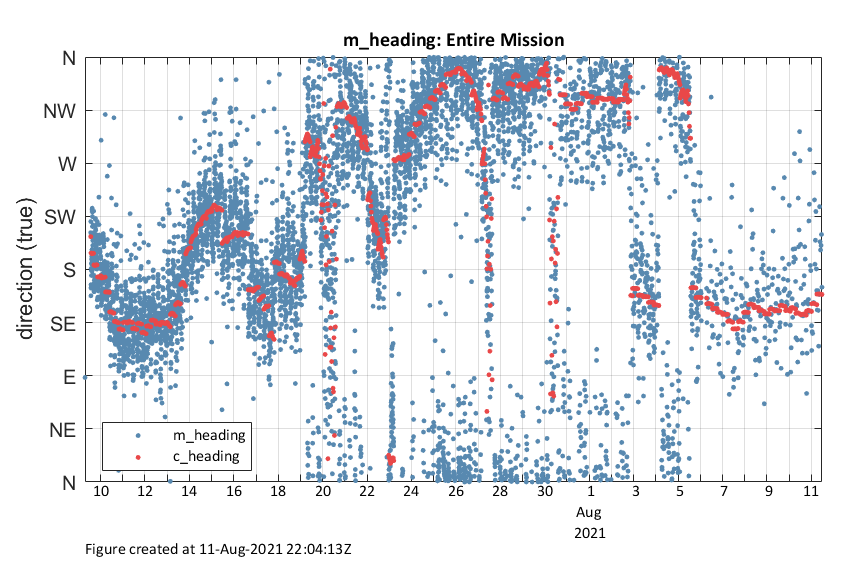 m_heading: Entire Mission
direction (true)
N
NW
W
SW
S
SE
E
NE
N
m_heading
c_heading
10 12 14 16 18 20 22 24 26 28 30 1 3 5 7 9 11
Aug
2021
Figure created at 11-Aug-2021 22:04:13Z